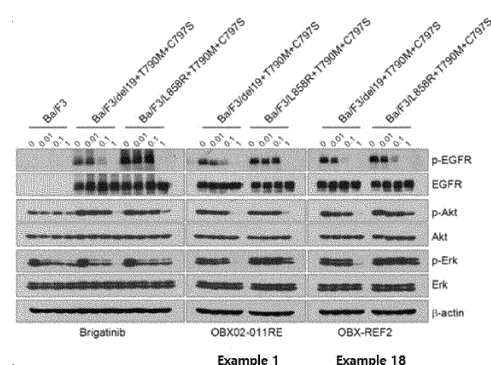 Ba/F3
Ba/F3/del19+T790M+C797S
Ba/F3/L858R+T790M+C797S
Ba/F3/del19+T790M+C797S
Ba/F3/L858R+T790M+C797S
Ba/F3/del19+T790M+C797S
Ba/F3/L858R+T790M+C797S
0 0.01 0.1 1 0 0.01 0.1 1 0 0.01 0.1 1 0 0.01 0.1 1 0 0.01 0.1 1 0 0.01 0.1 1 0 0.01 0.1 1
p-EGFR
EGFR
p-Akt
Akt
p-Erk
Erk
β-actin
Brigatinib OBX02-011RE OBX-REF2
Example 1 Example 18